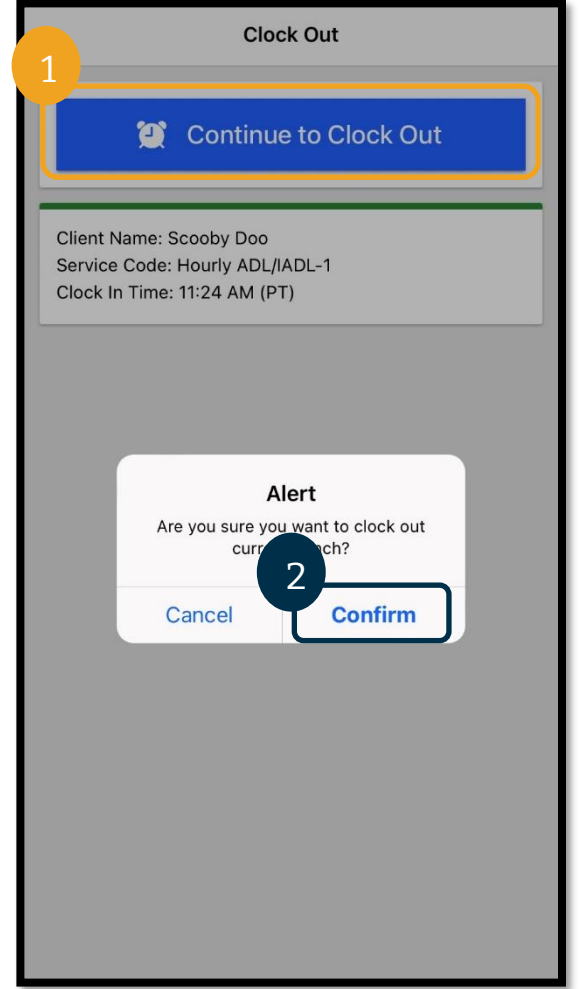 Clock Out
1
Continue to Clock Out
Client Name: Scooby Doo
Service Code: Hourly ADL/IADL-1
Clock In Time: 11:24 AM (PT)
Alert
Are you sure you want to clock out
2
Cancel
Confirm